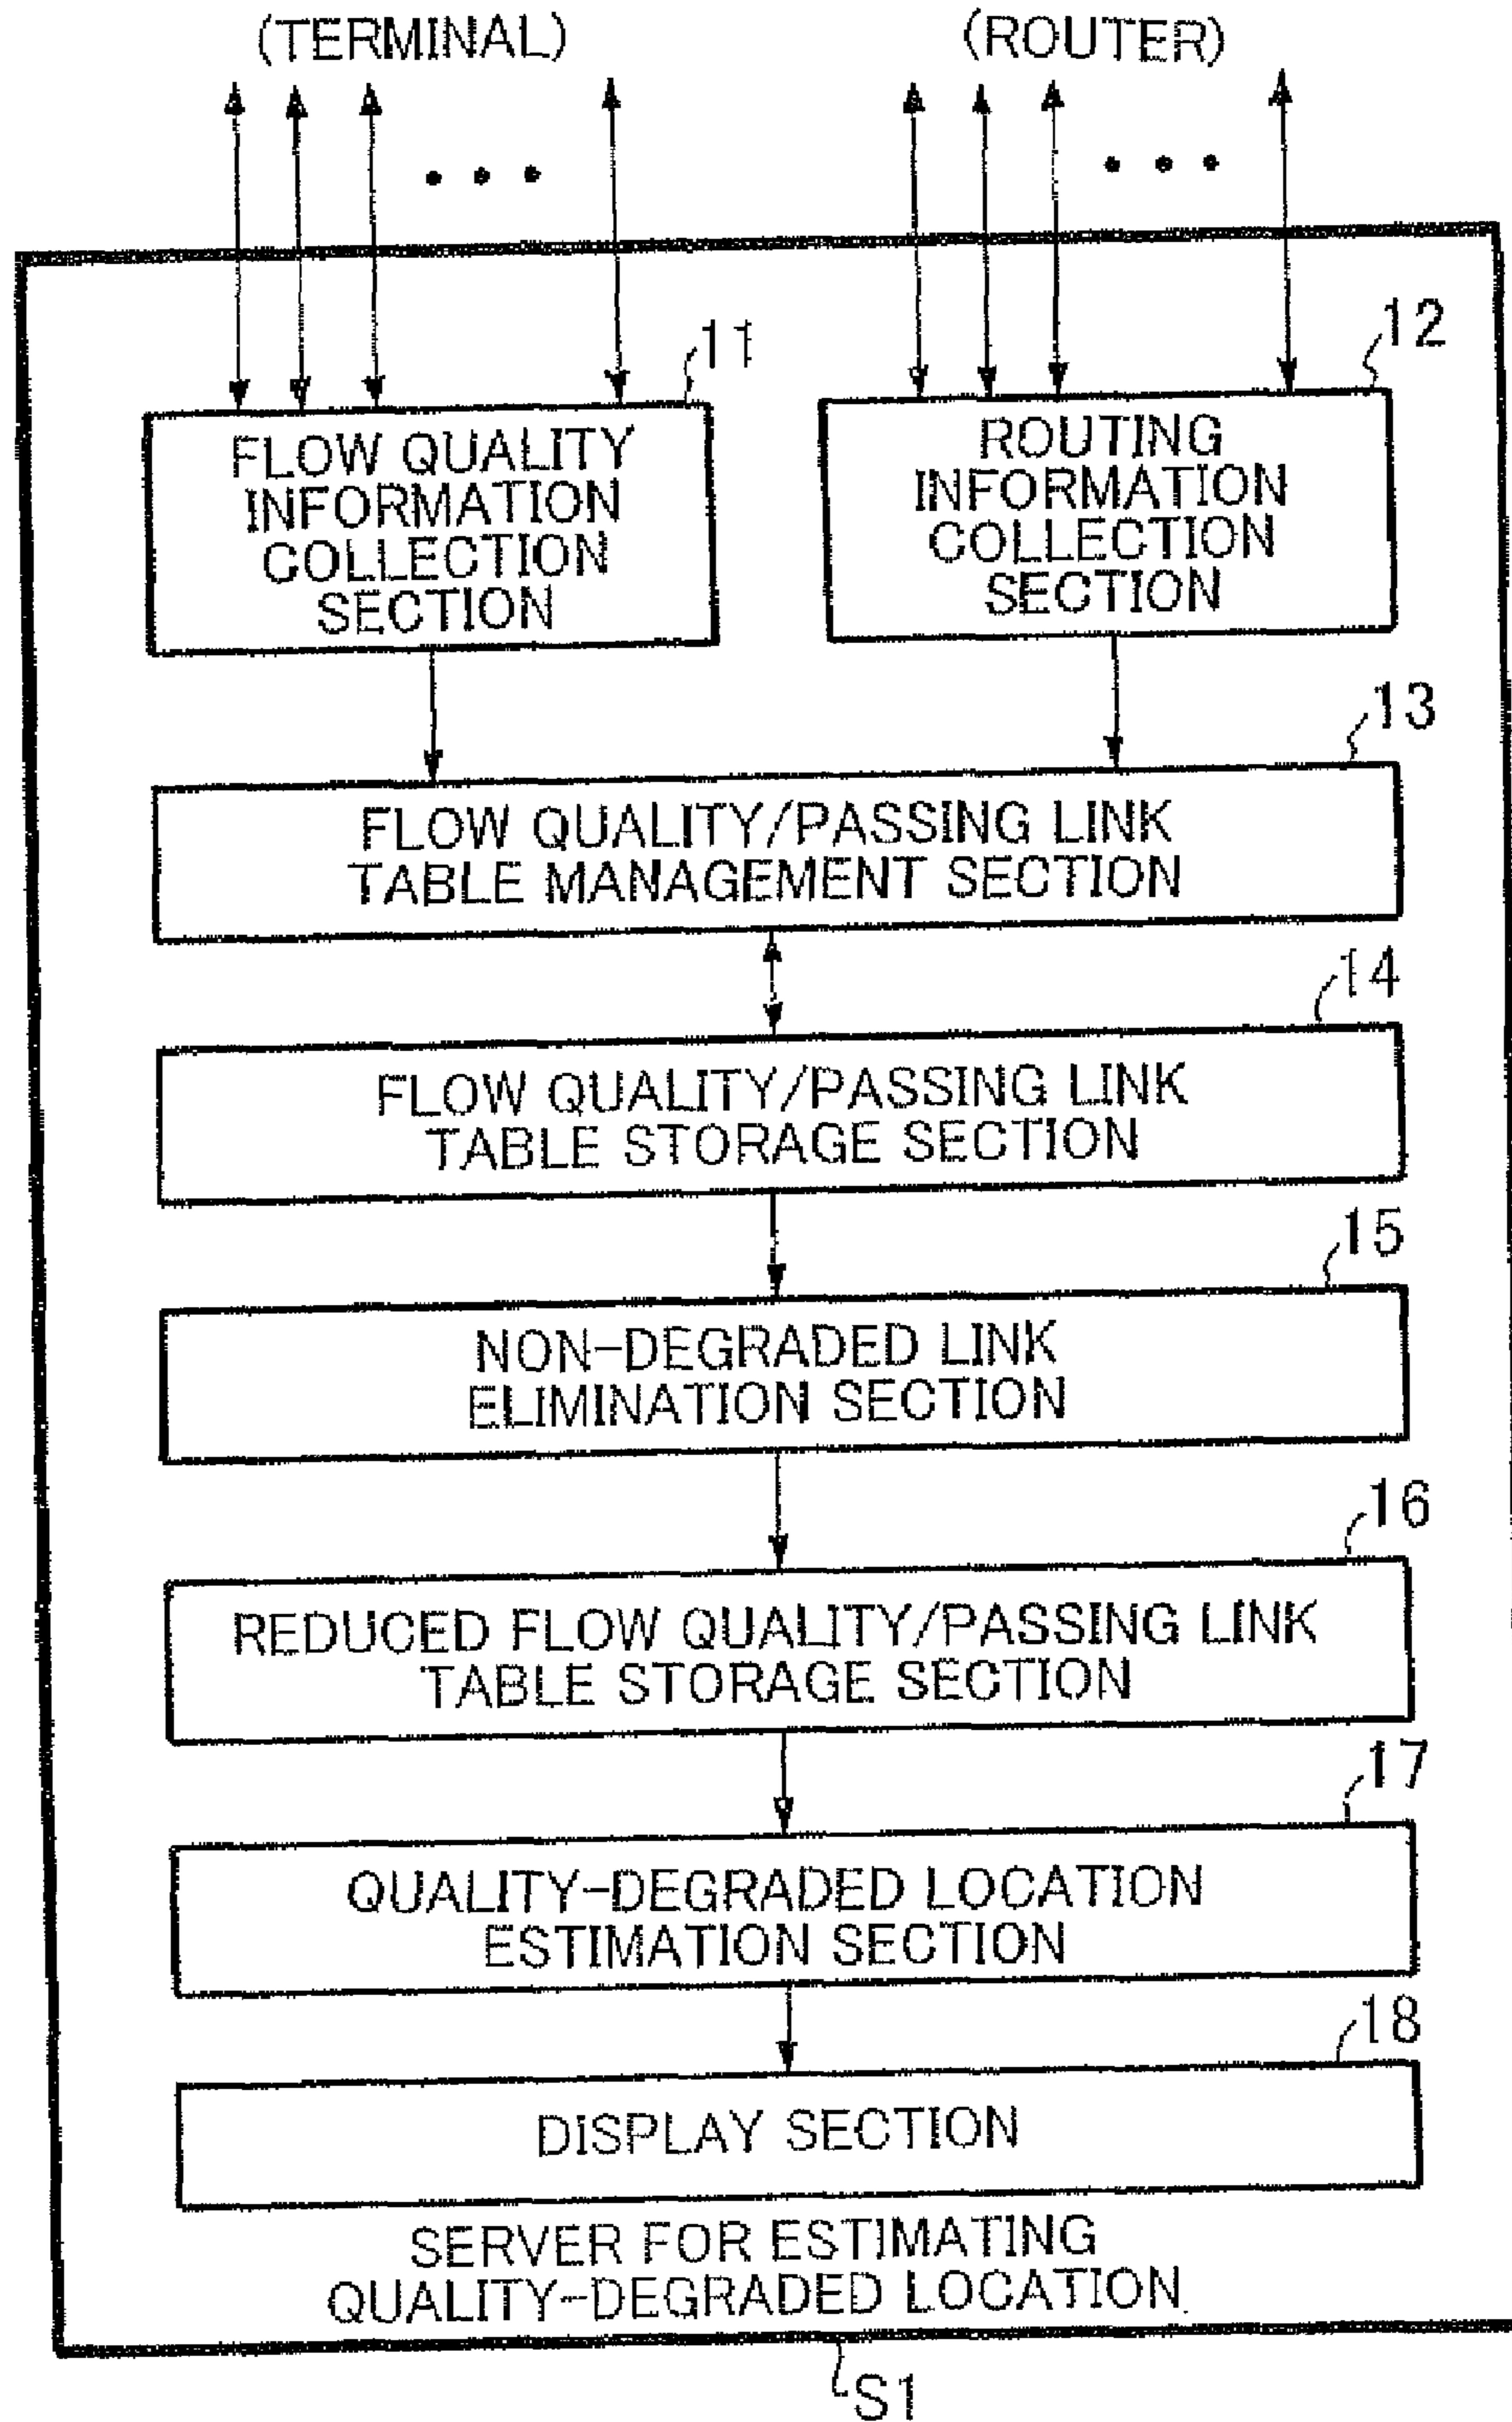 (TERMINAL)
(ROUTER)
11
12
FLOW QUALITY
INFORMATION
COLLECTION
SECTION
ROUTING
INFORMATION
COLLECTION
SECTION
13
FLOW QUALITY/PASSING LINK
TABLE MANAGEMENT SECTION
14
FLOW QUALITY/PASSING LINK
TABLE STORAGE SECTION
15
NON-DEGRADED LINK
ELIMINATION SECTION
16
REDUCED FLOW QUALITY/PASSING LINK
TABLE STORAGE SECTION
17
QUALITY-DEGRADED LOCATION
ESTIMATION SECTION
18
DISPLAY SECTION
SERVER FOR ESTIMATING
QUALITY-DEGRADED LOCATION
S1